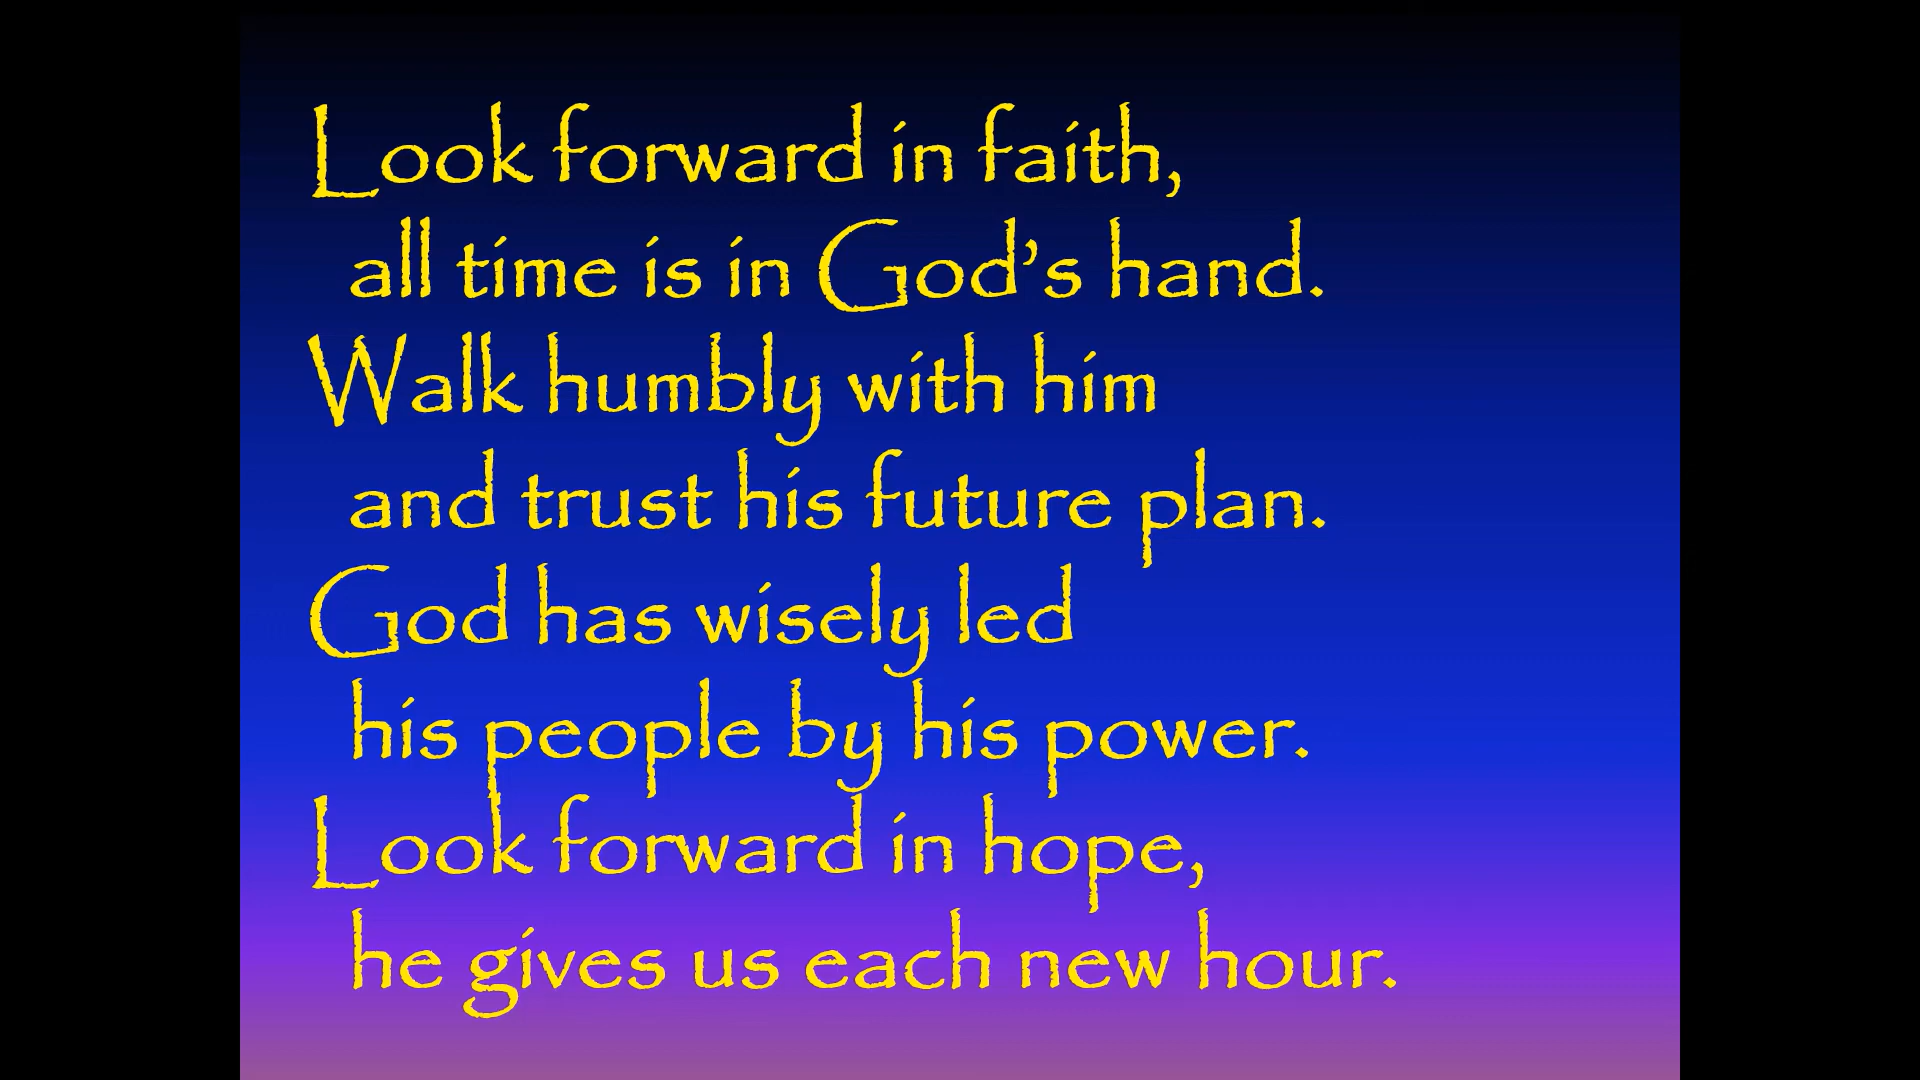 Look forward in faith,
all time is in God’s hand.
Walk humbly with him
and trust his future plan.
God has wisely led
his people by his power.
Look forward in hope,
he gives us each new hour.